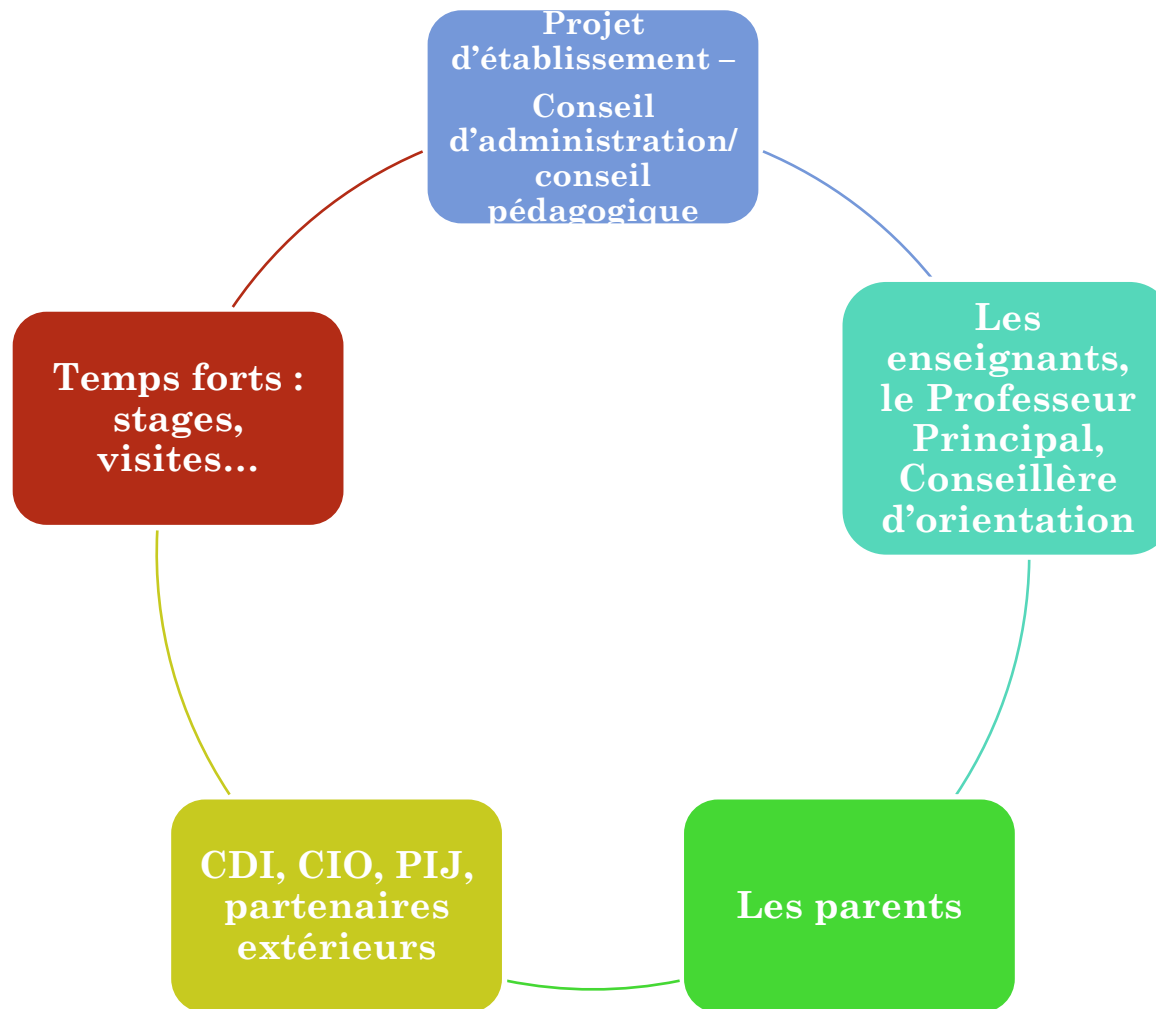 Projet
d’établissement –
Conseil
d’administration/
conseil
pédagogique
Les
enseignants,
le Professeur
Principal,
Conseillère
d’orientation
Les parents
CDI, CIO, PIJ,
partenaires
extérieurs
Temps forts :
stages,
visites…